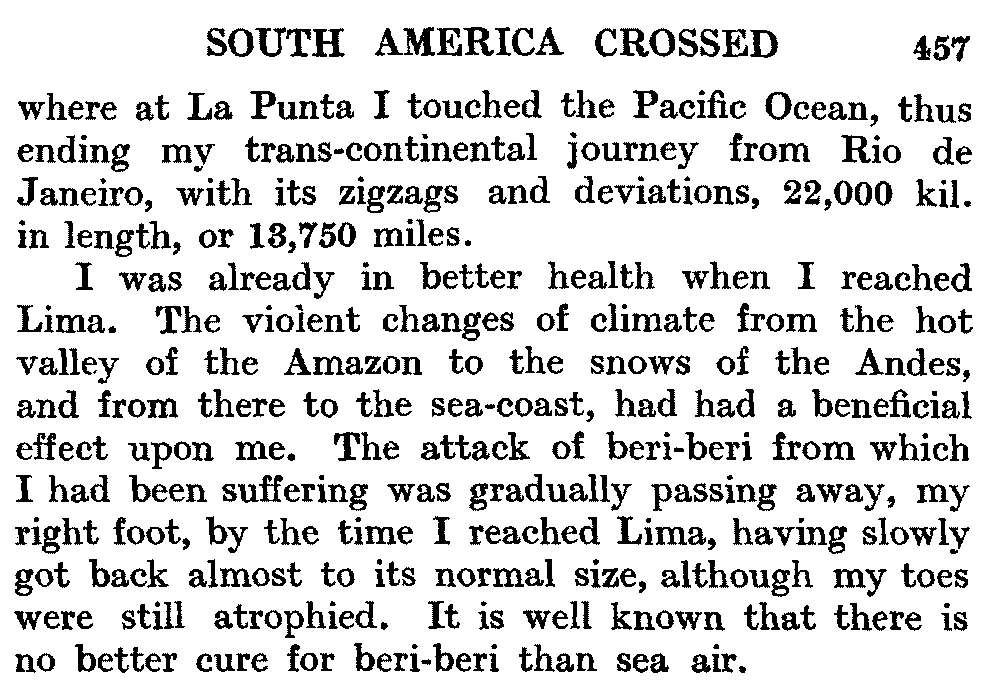 SOUTH AMERICA CROSSED 457
where at La Punta I touched the Pacific Ocean, thus
ending my trans-continental journey from Rio de
Janeiro, with its zigzags and deviations, 22,000 kil.
in length, or 13,750 miles.
I was already in better health when I reached
Lima. The violent changes of climate from the hot
valley of the Amazon to the snows of the Andes,
and from there to the sea-coast, had had a beneficial
effect upon me. The attack of beri-beri from which
I had been suffering was gradually passing away, my
right foot, by the time I reached Lima, having slowly
got back almost to its normal size, although my toes
were still atrophied. It is well known that there is
no better cure for beri-beri than sea air.